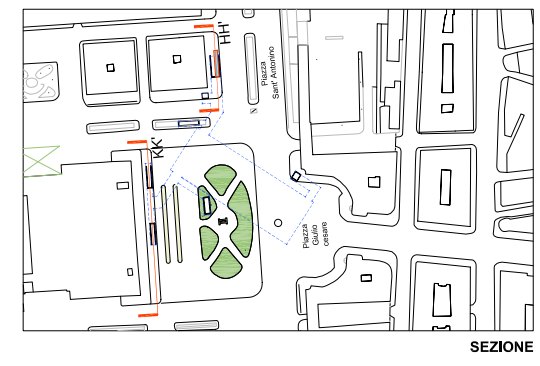 HH'
Piazza
Sant' Antonino
KK'
Piazza
Giulio
cesare
SEZIONE